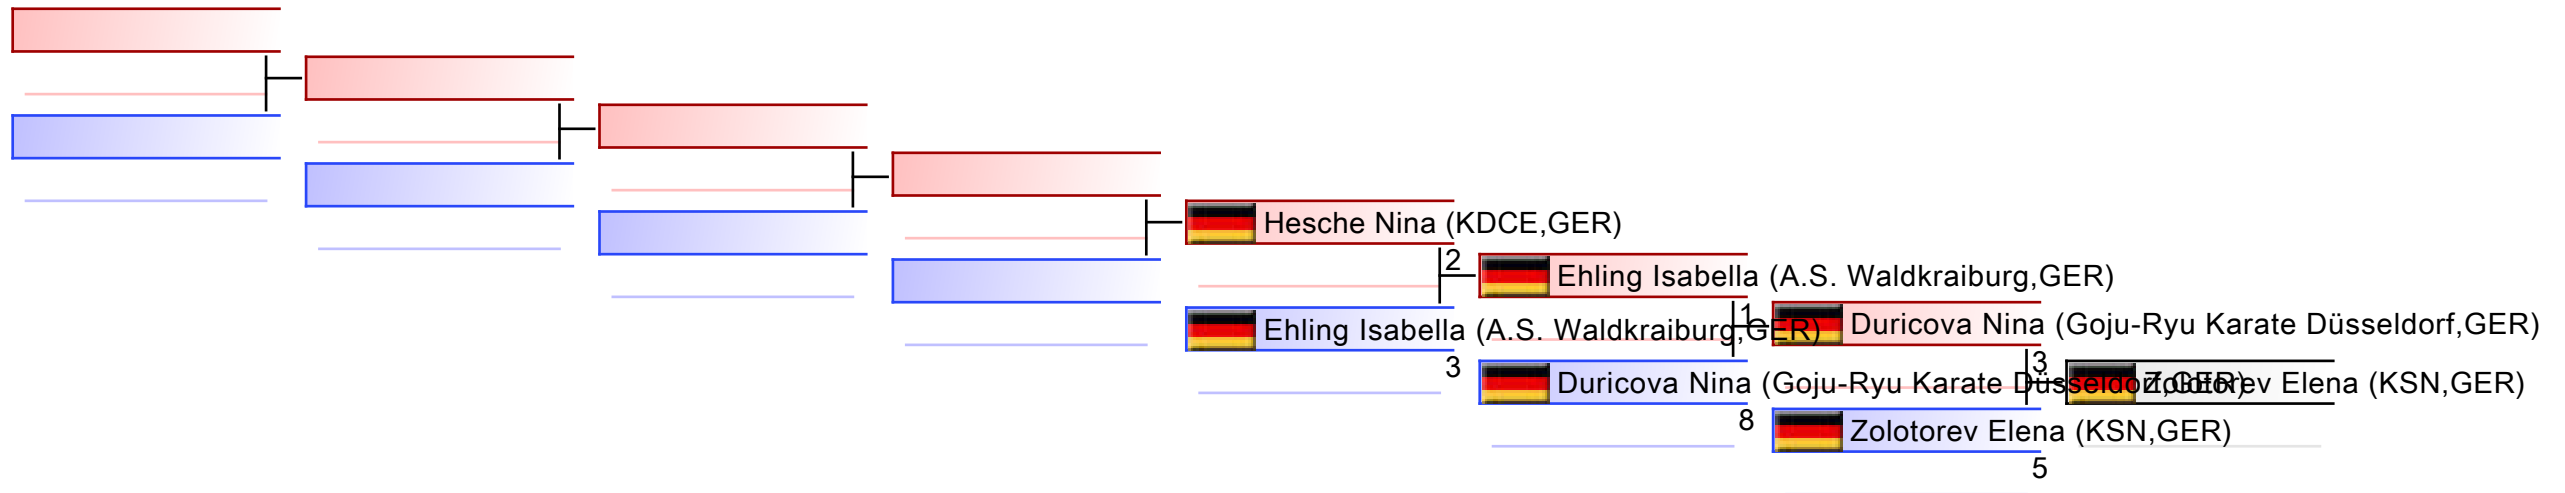 Hesche Nina (KDCE,GER)
2
Ehling Isabella (A.S. Waldkraiburg,GER)
3
Ehling Isabella (A.S. Waldkraiburg,GER)
1
Duricova Nina (Goju-Ryu Karate Düsseldorf,GER)
8
Duricova Nina (Goju-Ryu Karate Düsseldorf,GER)
3
Zolotorev Elena (KSN,GER)
5
Zolotorev Elena (KSN,GER)